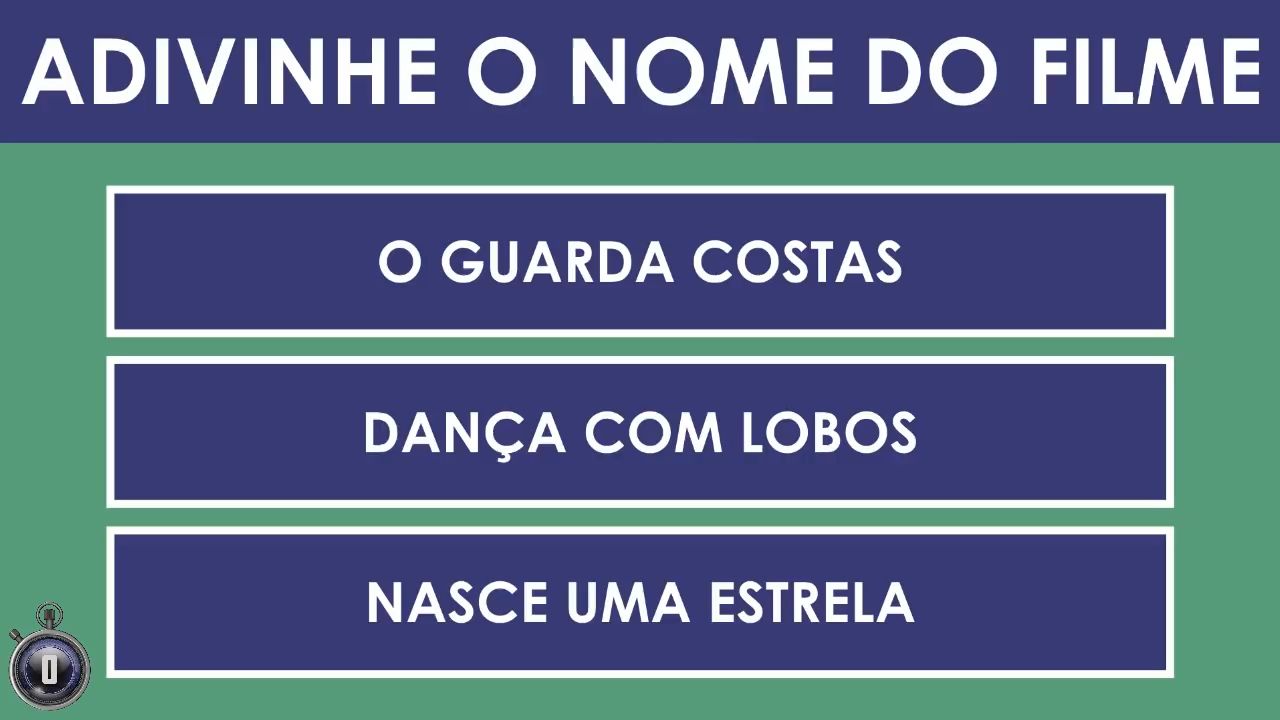 ADIVINHE O NOME DO FILME
O GUARDA COSTAS
DANÇA COM LOBOS
NASCE UMA ESTRELA
0